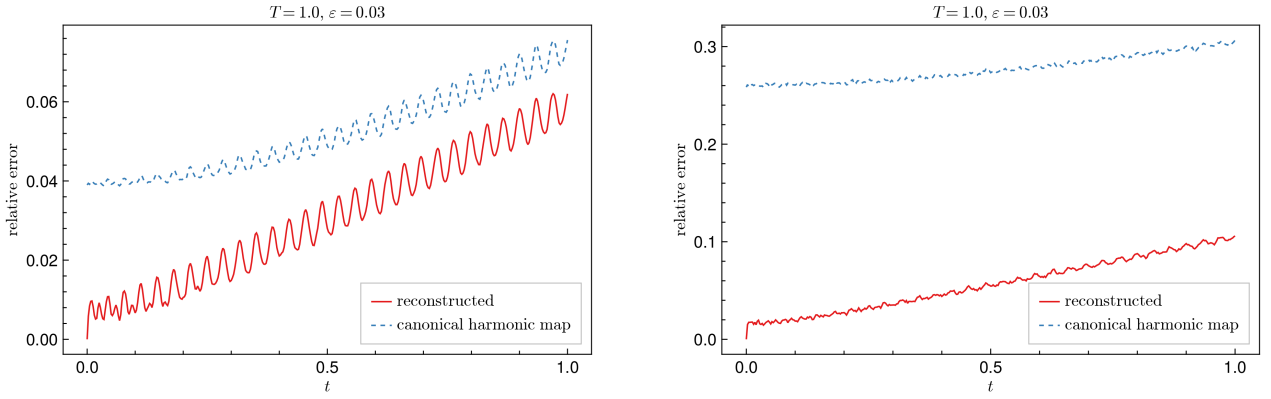 T = 1.0, ε = 0.03
relative error
0.06
0.04
0.02
0.00
reconstructed
canonical harmonic map
0.0
0.5
1.0
t
T = 1.0, ε = 0.03
relative error
0.3
0.2
0.1
0.0
reconstructed
canonical harmonic map
0.0
0.5
1.0
t